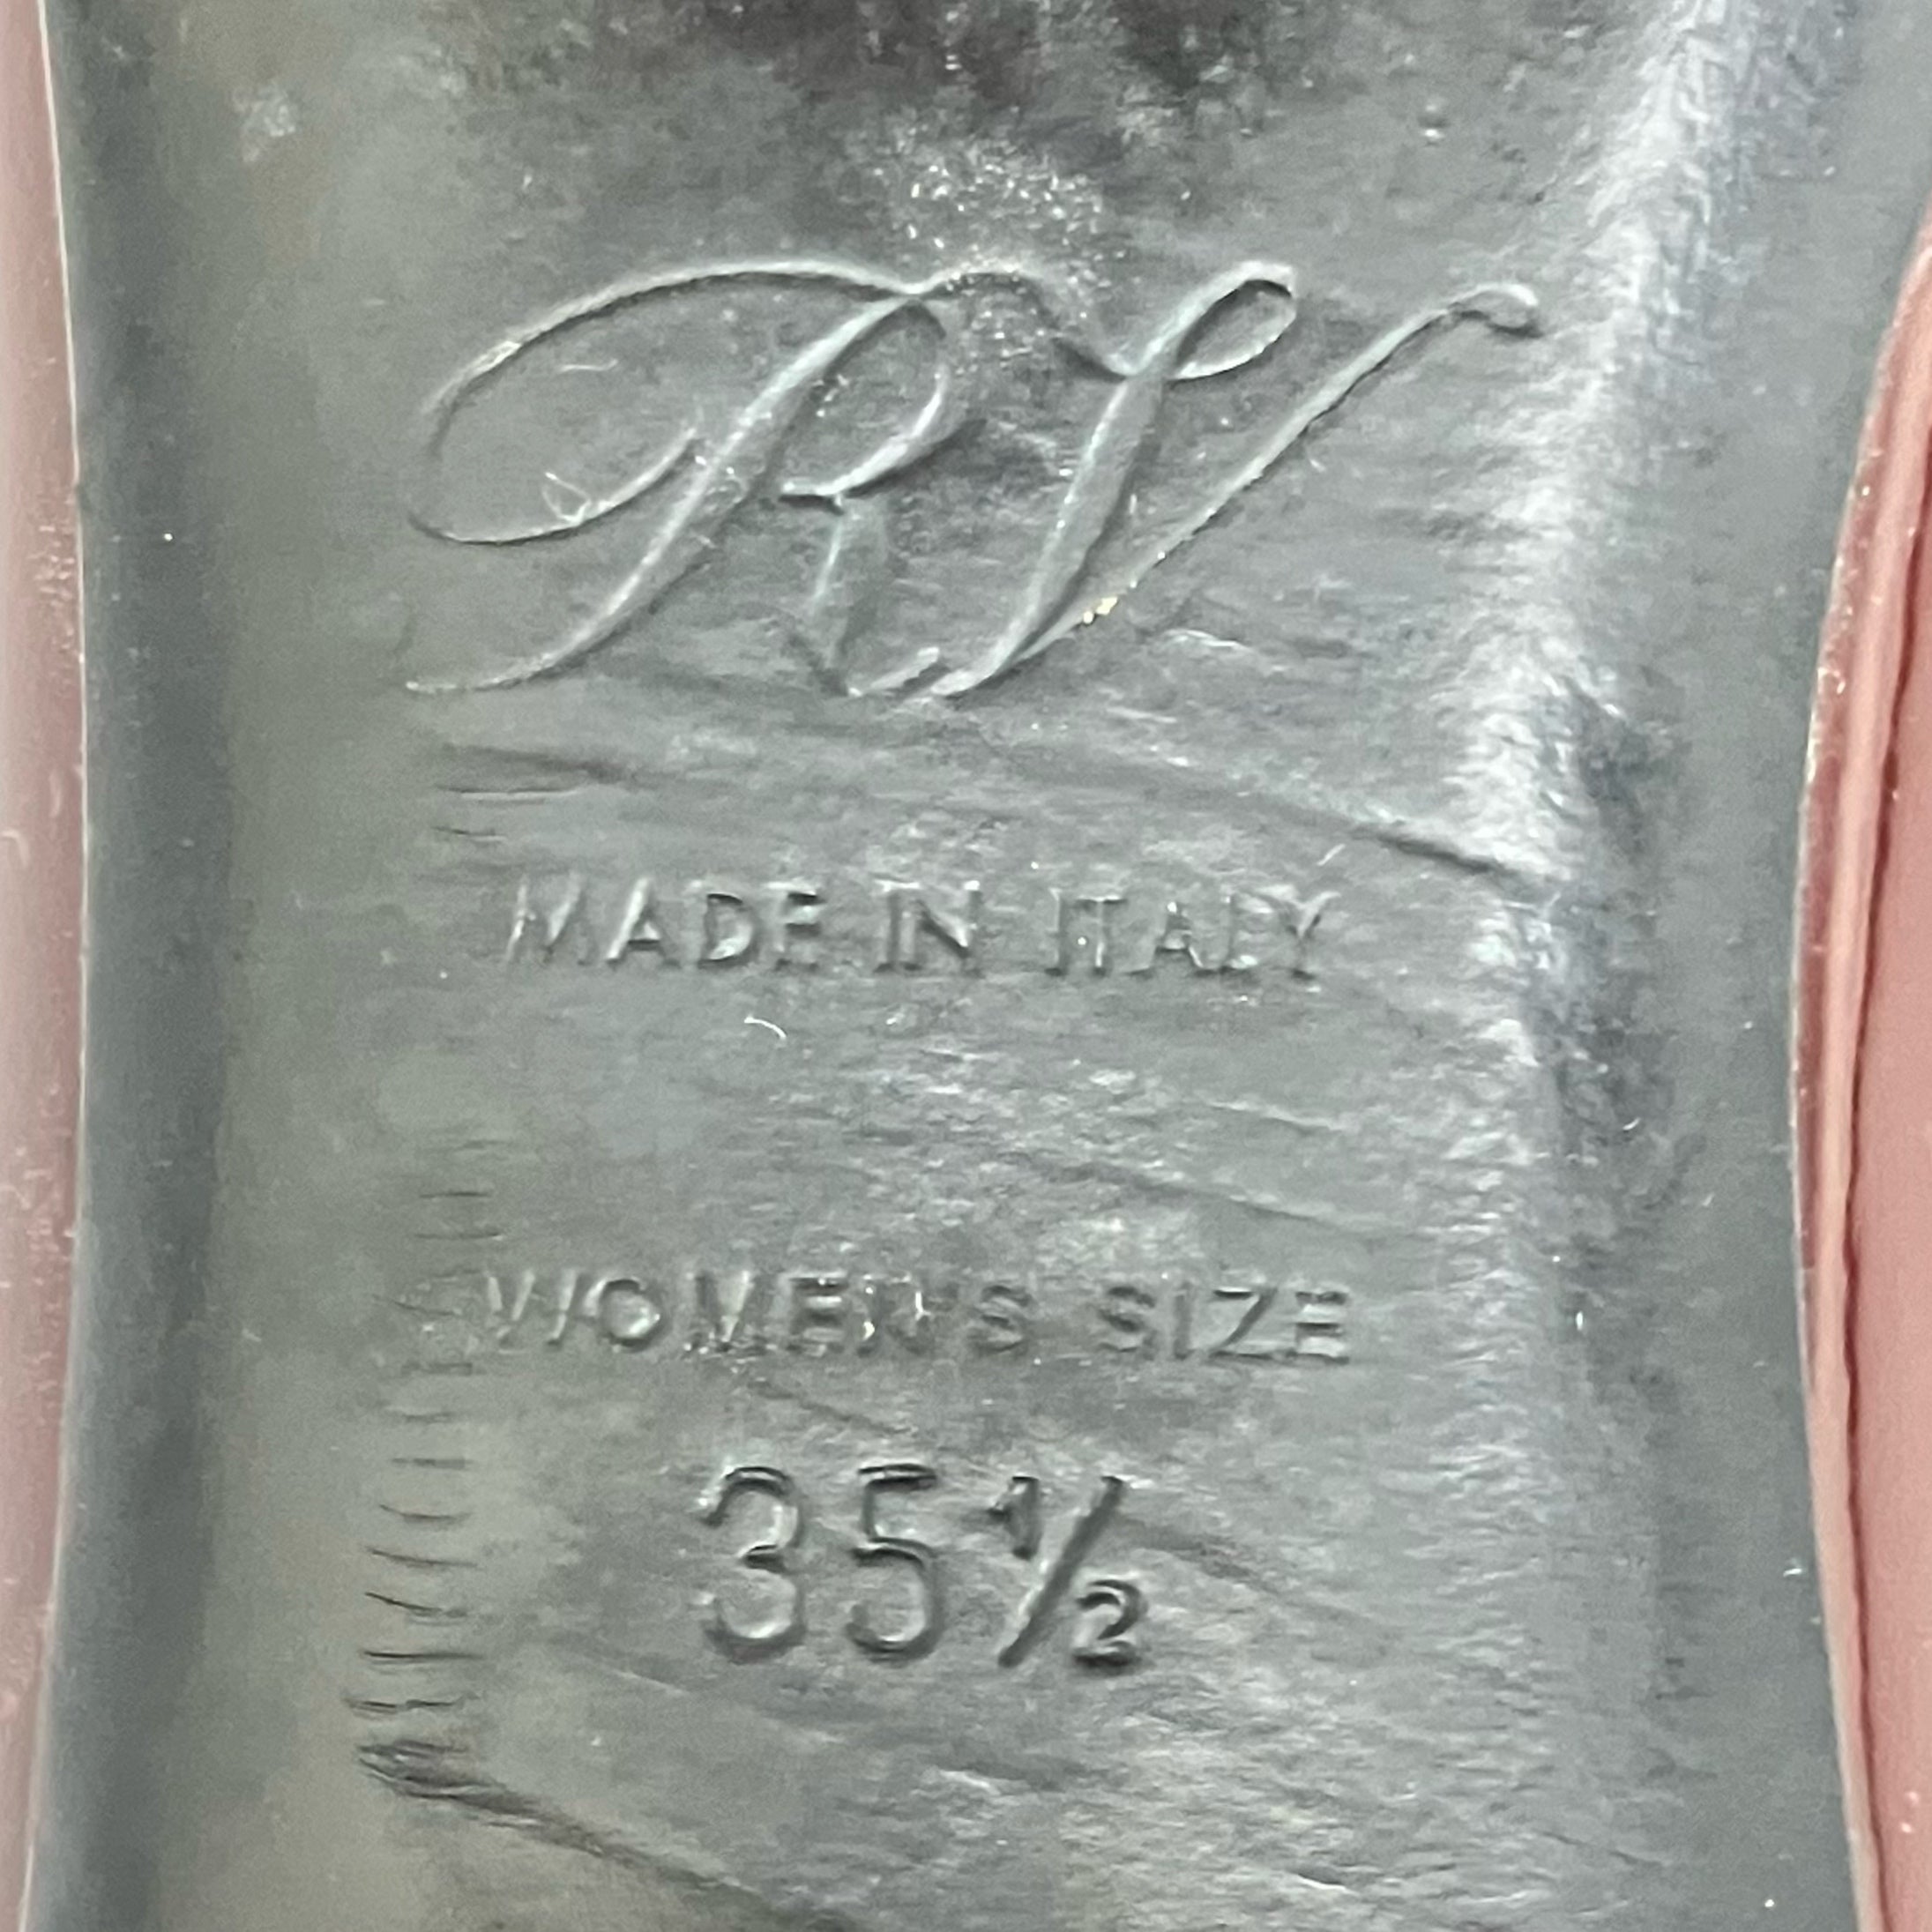 RV
MADE IN ITALY
WOMEN'S SIZE
35½